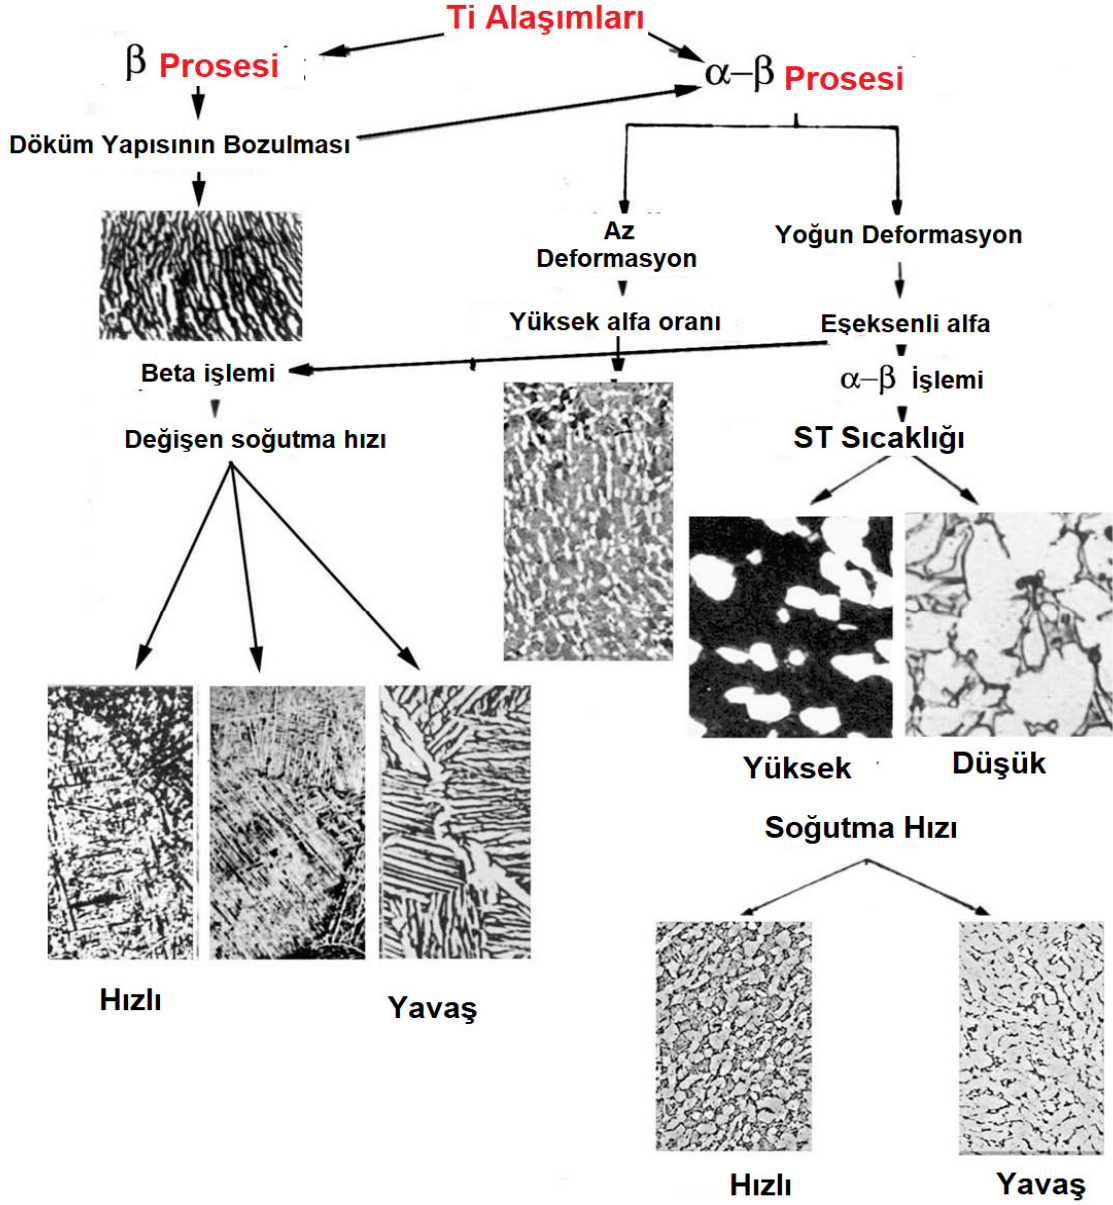 Ti Alaşımları
β Prosesi
α–β Prosesi
Döküm Yapısının Bozulması
Az
Deformasyon
Yoğun Deformasyon
Yüksek alfa oranı
Eşeksenli alfa
Beta işlemi
α–β İşlemi
Değişen soğutma hızı
ST Sıcaklığı
Yüksek
Düşük
Soğutma Hızı
Hızlı
Yavaş
Hızlı
Yavaş